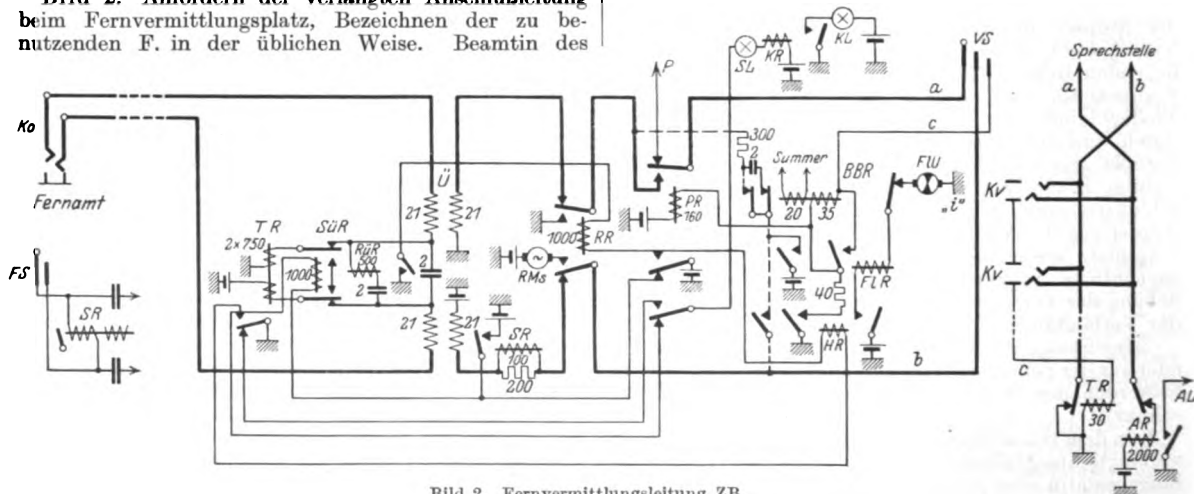 Bild 2. Anfordern der verlangten Anschlußleitung
beim Fernvermittlungsplatz, Bezeichnen der zu be-
nutzenden F. in der üblichen Weise. Beamtin des
KL
VS
SL
KR
Sprechstelle
a
b
P
a
c
Ko
300
2
Summer
BBR
FlU
„i“
Kv
Fernamt
Ü
21
21
20
35
PR
160
TR
2×750
SüR
RüR
500
1000
2
1000
RR
RMs
FlR
Kv
FS
SR
40
21
21
SR
100
200
HR
b
c
TR
30
AR
2000
AU
Bild 2. Fernvermittlungsleitung ZB.